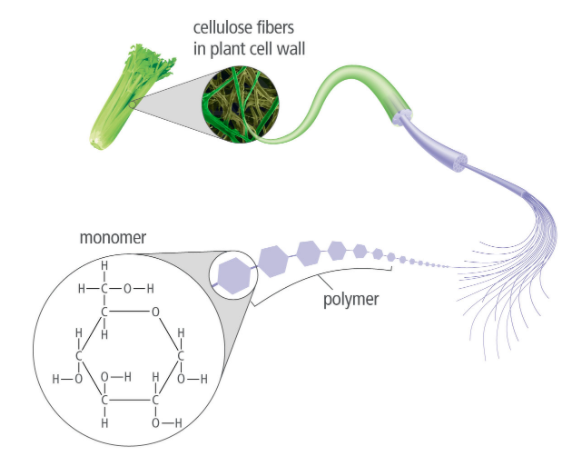 cellulose fibers
in plant cell wall
monomer
polymer
H
H–C–O–H
C O
H H H
C C
H–O O–H H O–H
C C
H O–H